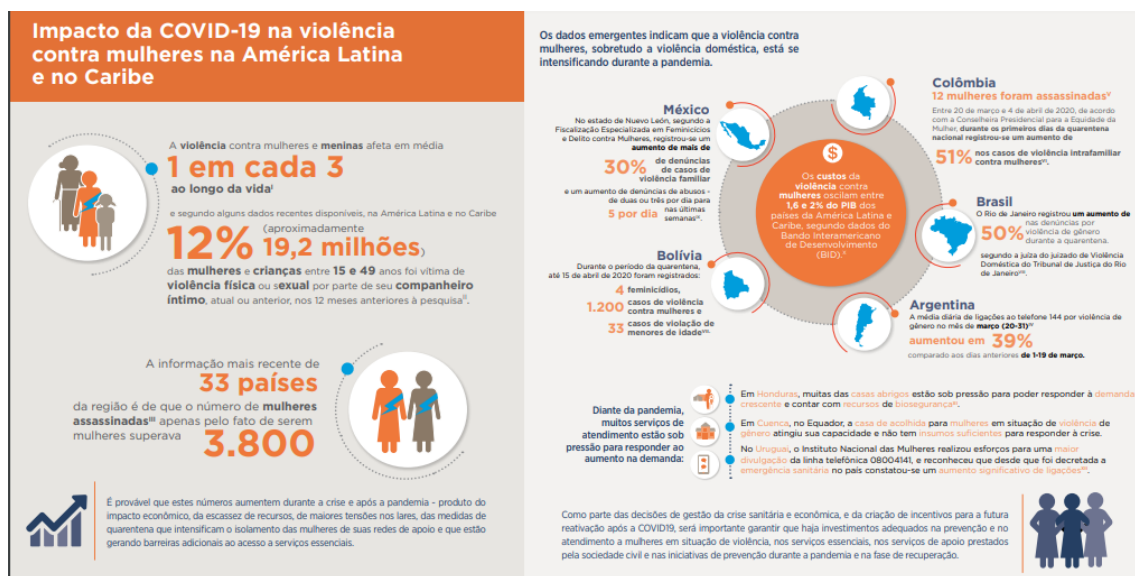 Impacto da COVID-19 na violência
contra mulheres na América Latina
e no Caribe
A violência contra mulheres e meninas afeta em média
1 em cada 3
ao longo da vidaⁱ
e segundo alguns dados recentes disponíveis, na América Latina e no Caribe
12% (aproximadamente
19,2 milhões)
das mulheres e crianças entre 15 e 49 anos foi vítima de
violência física ou sexual por parte de seu companheiro
íntimo, atual ou anterior, nos 12 meses anteriores à pesquisaⁱⁱ.
A informação mais recente de
33 países
da região é de que o número de mulheres
assassinadasⁱⁱⁱ apenas pelo fato de serem
mulheres superava 3.800
É provável que estes números aumentem durante a crise e após a pandemia - produto do
impacto econômico, da escassez de recursos, de maiores tensões nos lares, das medidas de
quarentena que intensificam o isolamento das mulheres de suas redes de apoio e que estão
gerando barreiras adicionais ao acesso a serviços essenciais.
Os dados emergentes indicam que a violência contra
mulheres, sobretudo a violência doméstica, está se
intensificando durante a pandemia.
México
No estado de Nuevo León, segundo a
Fiscalização Especializada em Feminicídios
e Delito contra Mulheres, registrou-se um
aumento de mais de
30% de denúncias
de casos de
violência familiar
e um aumento de denúncias de abusos -
de duas ou três por dia para
5 por dia nas últimas
semanas
Bolívia
Durante o período da quarentena,
até 15 de abril de 2020 foram registrados:
4 feminicídios,
1.200 casos de violência
contra mulheres e
33 casos de violação de
menores de idade
$
Os custos da
violência contra
mulheres oscilam entre
1,6 e 2% do PIB dos
países da América Latina e
Caribe, segundo dados do
Bando Interamericano
de Desenvolvimento
(BID).
Colômbia
12 mulheres foram assassinadasᵛ
Entre 20 de março e 4 de abril de 2020, de acordo
com a Conselheira Presidencial para a Equidade da
Mulher, durante os primeiros dias da quarentena
nacional registrou-se um aumento de
51% nos casos de violência intrafamiliar
contra mulheres
Brasil
O Rio de Janeiro registrou um aumento de
50% nas denúncias por
violência de gênero
durante a quarentena.
segundo a juíza do juizado de Violência
Doméstica do Tribunal de Justiça do Rio
de Janeiro
Argentina
A média diária de ligações ao telefone 144 por violência de
gênero no mês de março (20-31)
aumentou em 39%
comparado aos dias anteriores de 1-19 de março.
Diante da pandemia,
muitos serviços de
atendimento estão sob
pressão para responder ao
aumento na demanda:
Em Honduras, muitas das casas abrigos estão sob pressão para poder responder à demanda
crescente e contar com recursos de biosegurança
Em Cuenca, no Equador, a casa de acolhida para mulheres em situação de violência de
gênero atingiu sua capacidade e não tem insumos suficientes para responder à crise.
No Uruguai, o Instituto Nacional das Mulheres realizou esforços para uma maior
divulgação da linha telefônica 08004141, e reconheceu que desde que foi decretada a
emergência sanitária no país constatou-se um aumento significativo de ligações
Como parte das decisões de gestão da crise sanitária e econômica, e da criação de incentivos para a futura
reativação após a COVID19, será importante garantir que haja investimentos adequados na prevenção e no
atendimento a mulheres em situação de violência, nos serviços essenciais, nos serviços de apoio prestados
pela sociedade civil e nas iniciativas de prevenção durante a pandemia e na fase de recuperação.